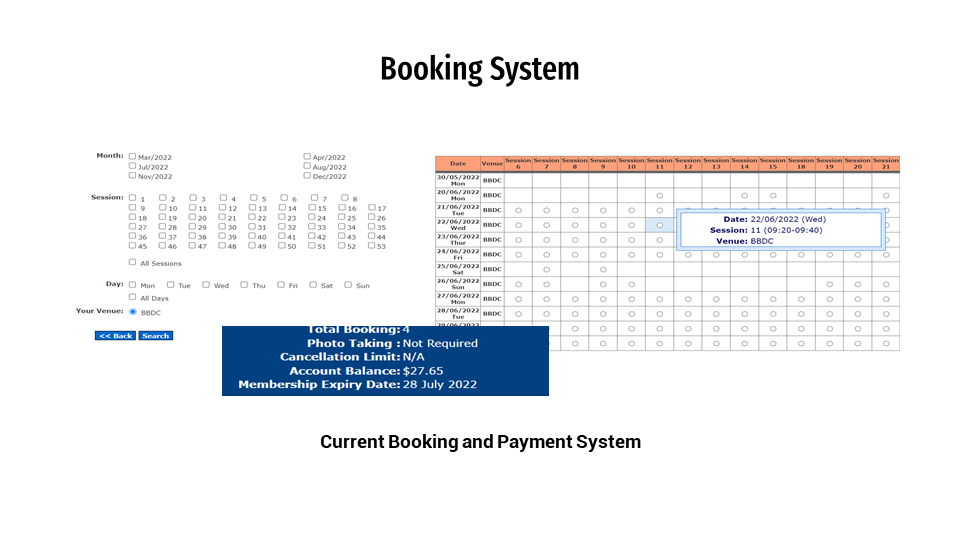 Booking System
Month: Mar/2022 Apr/2022
Jul/2022 Aug/2022
Nov/2022 Dec/2022
Session: 1 2 3 4 5 6 7 8
9 10 11 12 13 14 15 16 17
18 19 20 21 22 23 24 25 26
27 28 29 30 31 32 33 34 35
36 37 38 39 40 41 42 43 44
45 46 47 48 49 50 51 52 53
All Sessions
Day: Mon Tue Wed Thu Fri Sat Sun
All Days
Your Venue: BBDC
<< Back Search
Date Venue Session 6 Session 7 Session 8 Session 9 Session 10 Session 11 Session 12 Session 13 Session 14 Session 15 Session 18 Session 19 Session 20 Session 21
30/05/2022 Mon BBDC
20/06/2022 Mon BBDC
21/06/2022 Tue BBDC
22/06/2022 Wed BBDC
23/06/2022 Thur BBDC
24/06/2022 Fri BBDC
25/06/2022 Sat BBDC
26/06/2022 Sun BBDC
27/06/2022 Mon BBDC
28/06/2022 Tue BBDC
Date: 22/06/2022 (Wed)
Session: 11 (09:20-09:40)
Venue: BBDC
Total Booking: 4
Photo Taking : Not Required
Cancellation Limit: N/A
Account Balance: $27.65
Membership Expiry Date: 28 July 2022
Current Booking and Payment System